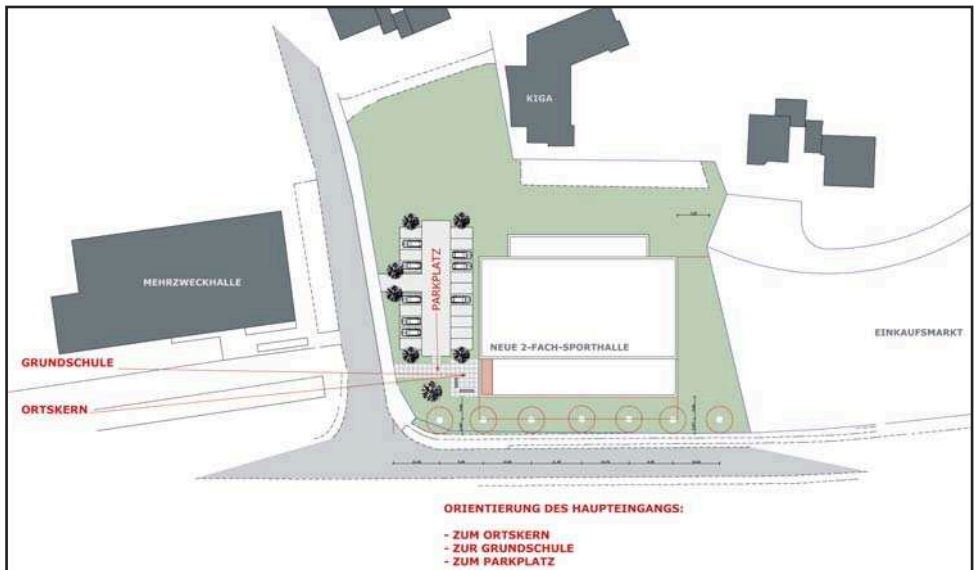 KIGA
MEHRZWECKHALLE
PARKPLATZ
EINKAUFSMARKT
NEUE 2-FACH-SPORTHALLE
GRUNDSCHULE
ORTSKERN
ORIENTIERUNG DES HAUPTEINGANGS:
- ZUM ORTSKERN
- ZUR GRUNDSCHULE
- ZUM PARKPLATZ